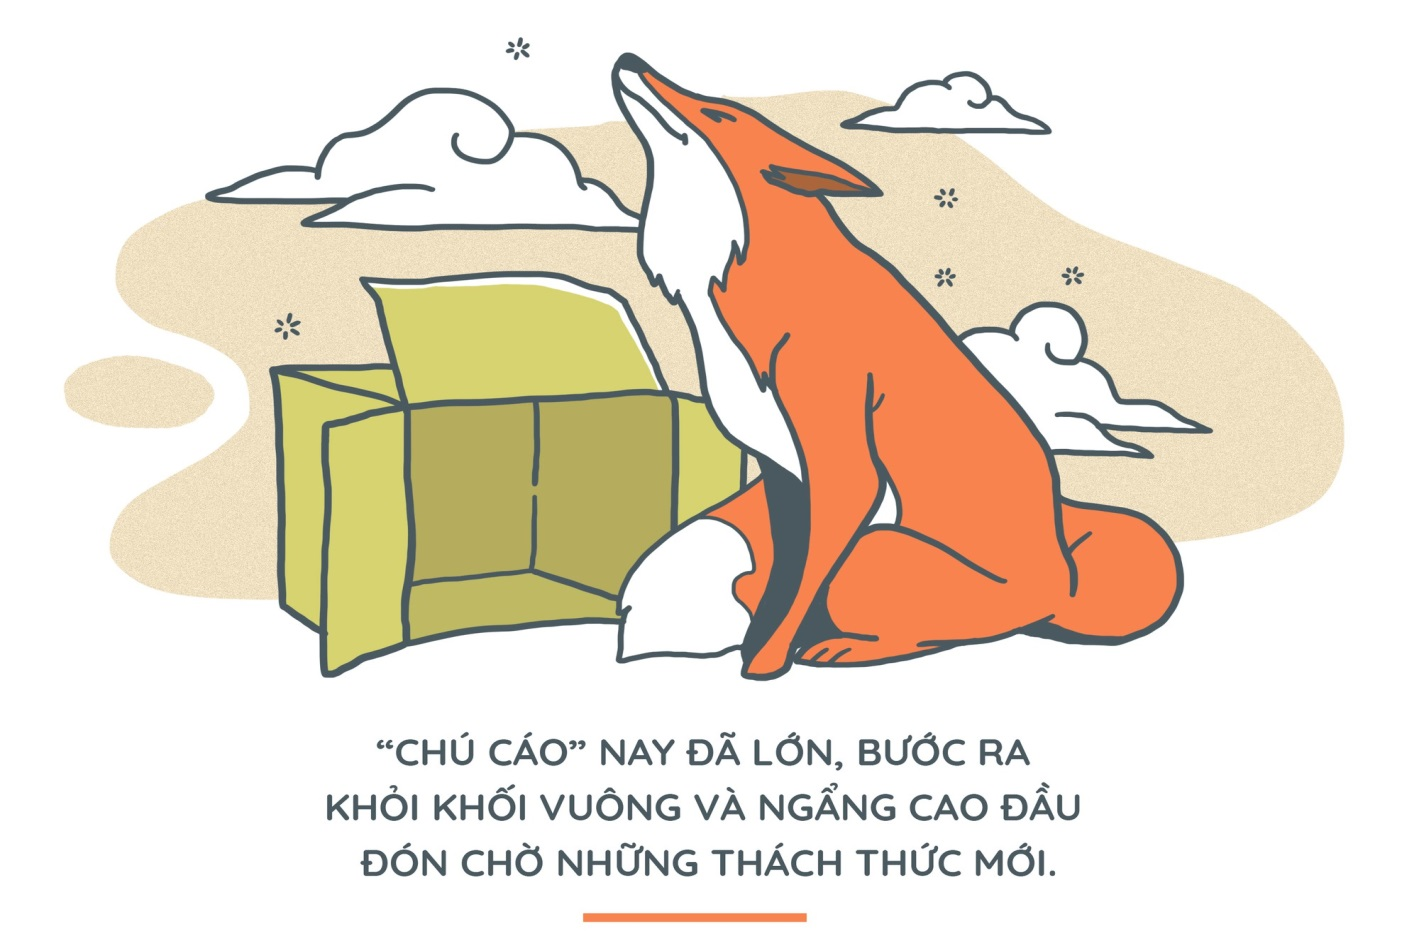 “CHÚ CÁO” NAY ĐÃ LỚN, BƯỚC RA
KHỎI KHỐI VUÔNG VÀ NGẨNG CAO ĐẦU
ĐÓN CHỜ NHỮNG THÁCH THỨC MỚI.